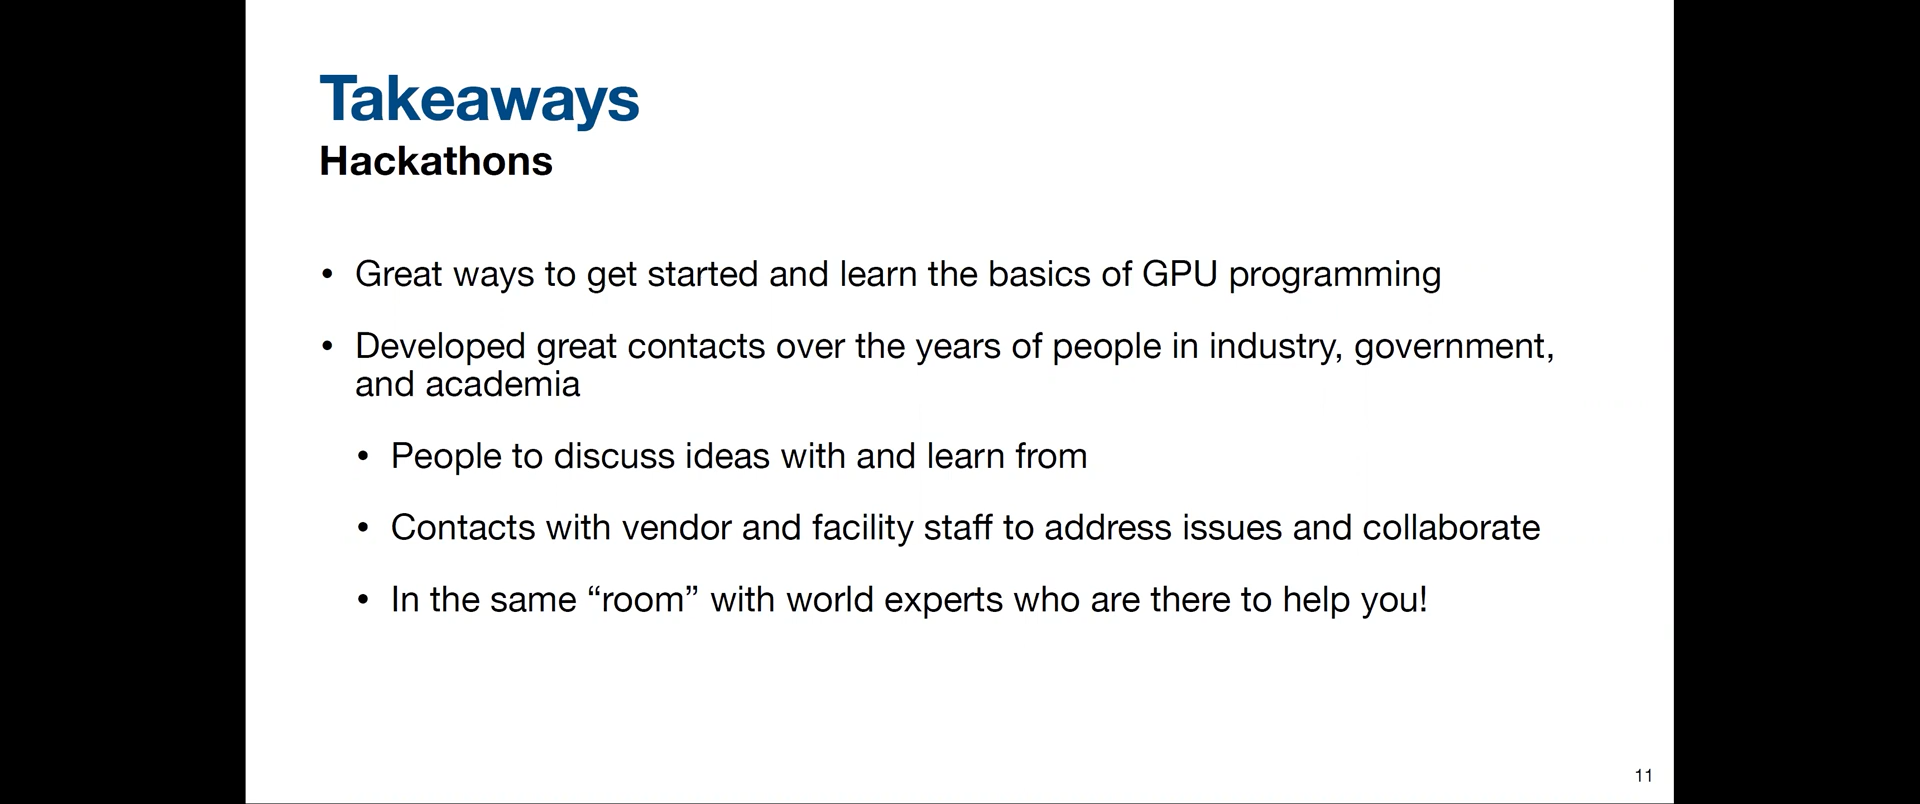 Takeaways
Hackathons
• Great ways to get started and learn the basics of GPU programming
• Developed great contacts over the years of people in industry, government,
and academia
• People to discuss ideas with and learn from
• Contacts with vendor and facility staff to address issues and collaborate
• In the same “room” with world experts who are there to help you!
11